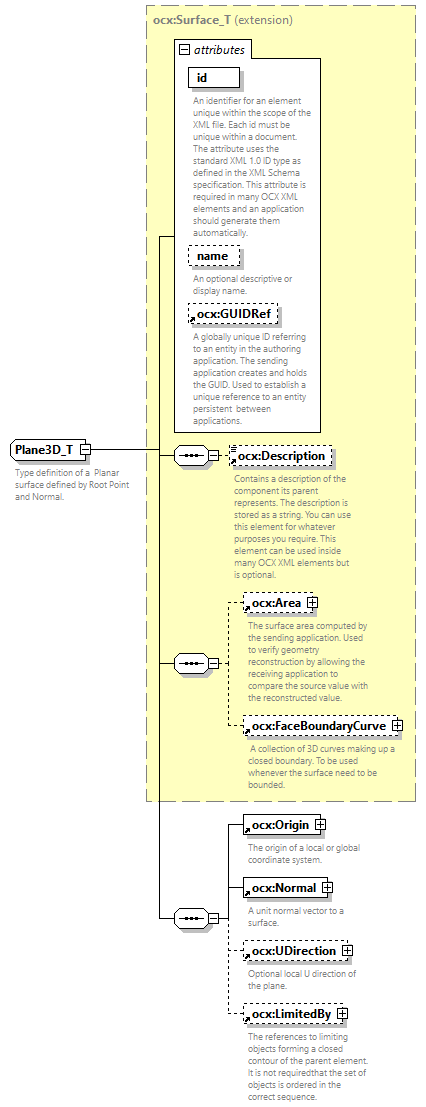 ocx:Surface_T (extension)
attributes
id
An identifier for an element
unique within the scope of the
XML file. Each id must be
unique within a document.
The attribute uses the
standard XML 1.0 ID type as
defined in the XML Schema
specification. This attribute is
required in many OCX XML
elements and an application
should generate them
automatically.
name
An optional descriptive or
display name.
ocx:GUIDRef
A globally unique ID referring
to an entity in the authoring
application. The sending
application creates and holds
the GUID. Used to establish a
unique reference to an entity
persistent between
applications.
Plane3D_T
Type definition of a Planar
surface defined by Root Point
and Normal.
ocx:Description
Contains a description of the
component its parent
represents. The description is
stored as a string. You can use
this element for whatever
purposes you require. This
element can be used inside
many OCX XML elements but
is optional.
ocx:Area
The surface area computed by
the sending application. Used
to verify geometry
reconstruction by allowing the
receiving application to
compare the source value with
the reconstructed value.
ocx:FaceBoundaryCurve
A collection of 3D curves making up a
closed boundary. To be used
whenever the surface need to be
bounded.
ocx:Origin
The origin of a local or global
coordinate system.
ocx:Normal
A unit normal vector to a
surface.
ocx:UDirection
Optional local U direction of
the plane.
ocx:LimitedBy
The references to limiting
objects forming a closed
contour of the parent element.
It is not requiredthat the set of
objects is ordered in the
correct sequence.